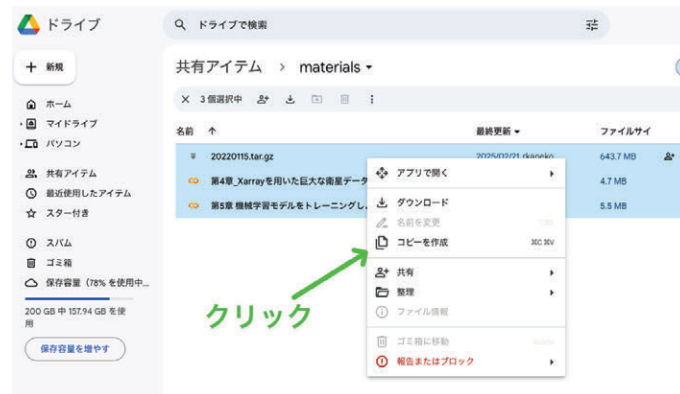 ドライブ
ドライブで検索
新規
ホーム
マイドライブ
パソコン
共有アイテム
最近使用したアイテム
スター付き
スパム
ゴミ箱
保存容量（78% を使用中...
200 GB 中 157.94 GB を使
用
保存容量を増やす
共有アイテム > materials
3 個選択中
名前
最終更新
ファイルサイ
20220115.tar.gz
2025/02/21 rkaneko
643.7 MB
第4章_Xarrayを用いた巨大な衛星データ
4.7 MB
第5章 機械学習モデルをトレーニングし.
5.5 MB
アプリで開く
ダウンロード
名前を変更
コピーを作成
⌘C ⌘V
共有
整理
ファイル情報
ゴミ箱に移動
報告またはブロック
クリック